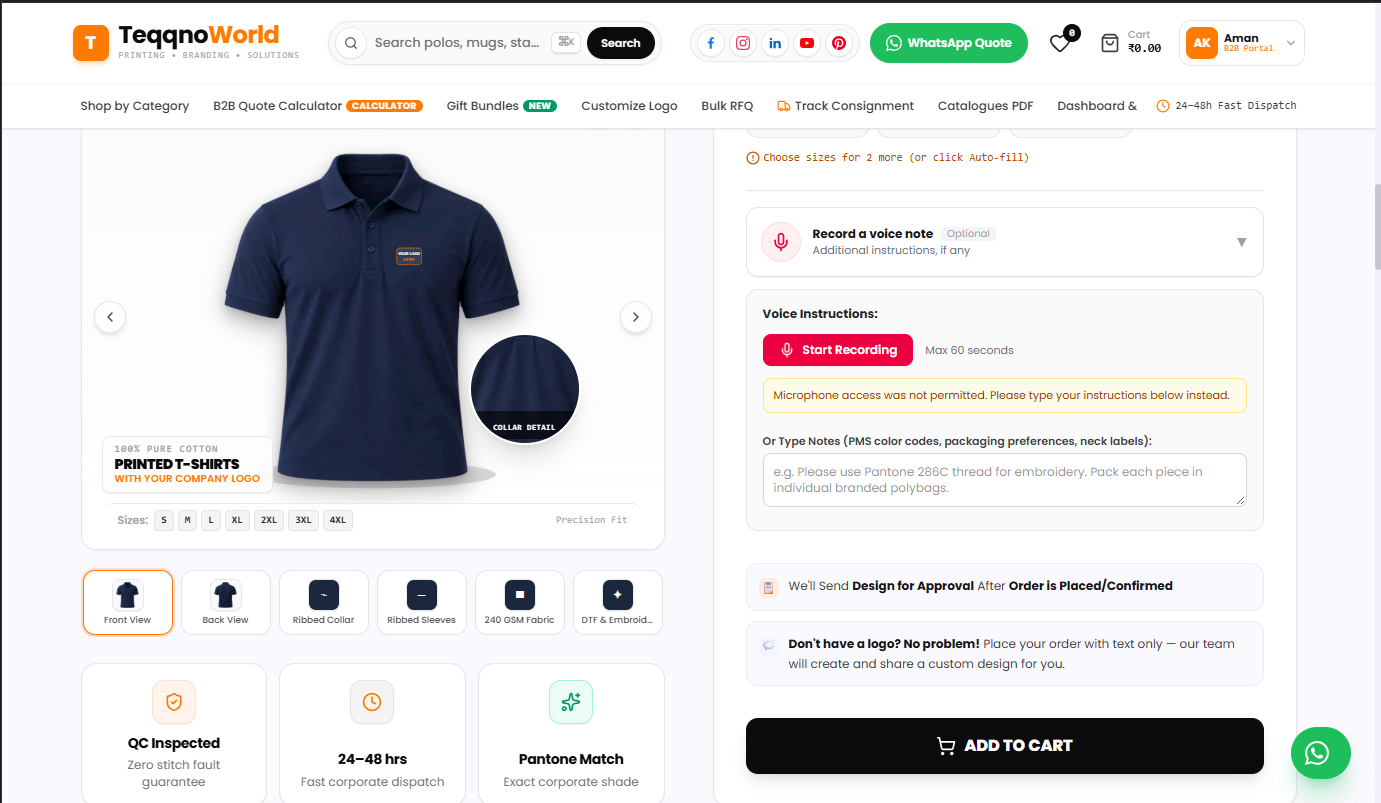 T
TeqqnoWorld
PRINTING • BRANDING • SOLUTIONS
Search polos, mugs, sta...
⌘K
Search
WhatsApp Quote
0
Cart
₹0.00
AK
Aman
B2B Portal
Shop by Category
B2B Quote Calculator CALCULATOR
Gift Bundles NEW
Customize Logo
Bulk RFQ
Track Consignment
Catalogues PDF
Dashboard &
24-48h Fast Dispatch
YOUR LOGO
HERE
COLLAR DETAIL
100% PURE COTTON
PRINTED T-SHIRTS
WITH YOUR COMPANY LOGO
Sizes: S M L XL 2XL 3XL 4XL
Precision Fit
Front View
Back View
Ribbed Collar
Ribbed Sleeves
240 GSM Fabric
DTF & Embroid...
QC Inspected
Zero stitch fault
guarantee
24–48 hrs
Fast corporate dispatch
Pantone Match
Exact corporate shade
Choose sizes for 2 more (or click Auto-fill)
Record a voice note Optional
Additional instructions, if any
Voice Instructions:
Start Recording
Max 60 seconds
Microphone access was not permitted. Please type your instructions below instead.
Or Type Notes (PMS color codes, packaging preferences, neck labels):
e.g. Please use Pantone 286C thread for embroidery. Pack each piece in
individual branded polybags.
We'll Send Design for Approval After Order is Placed/Confirmed
Don't have a logo? No problem! Place your order with text only — our team
will create and share a custom design for you.
ADD TO CART